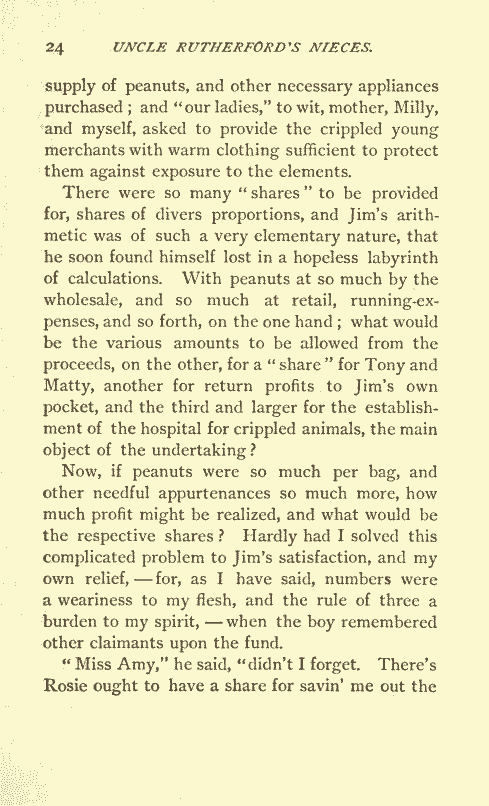 24 UNCLE RUTHERFORD'S NIECES.
supply of peanuts, and other necessary appliances
purchased; and "our ladies," to wit, mother, Milly,
and myself, asked to provide the crippled young
merchants with warm clothing sufficient to protect
them against exposure to the elements.
There were so many "shares" to be provided
for, shares of divers proportions, and Jim's arith-
metic was of such a very elementary nature, that
he soon found himself lost in a hopeless labyrinth
of calculations. With peanuts at so much by the
wholesale, and so much at retail, running-ex-
penses, and so forth, on the one hand; what would
be the various amounts to be allowed from the
proceeds, on the other, for a "share" for Tony and
Matty, another for return profits to Jim's own
pocket, and the third and larger for the establish-
ment of the hospital for crippled animals, the main
object of the undertaking?
Now, if peanuts were so much per bag, and
other needful appurtenances so much more, how
much profit might be realized, and what would be
the respective shares? Hardly had I solved this
complicated problem to Jim's satisfaction, and my
own relief,—for, as I have said, numbers were
a weariness to my flesh, and the rule of three a
burden to my spirit,—when the boy remembered
other claimants upon the fund.
"Miss Amy," he said, "didn't I forget. There's
Rosie ought to have a share for savin' me out the